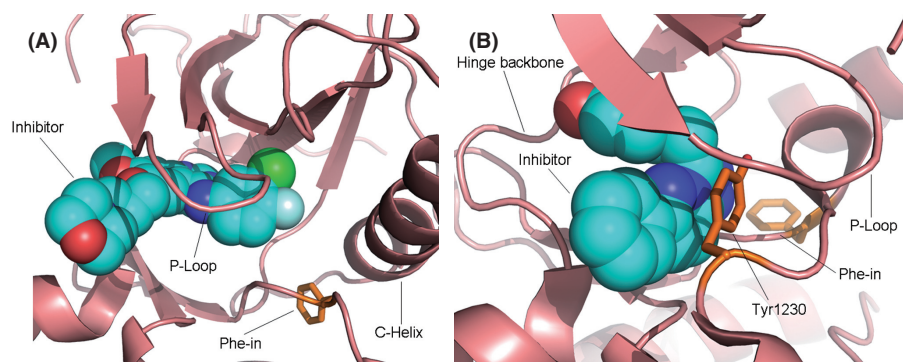 (A)
Inhibitor
P-Loop
Phe-in
C-Helix
(B)
Hinge backbone
Inhibitor
P-Loop
Phe-in
Tyr1230